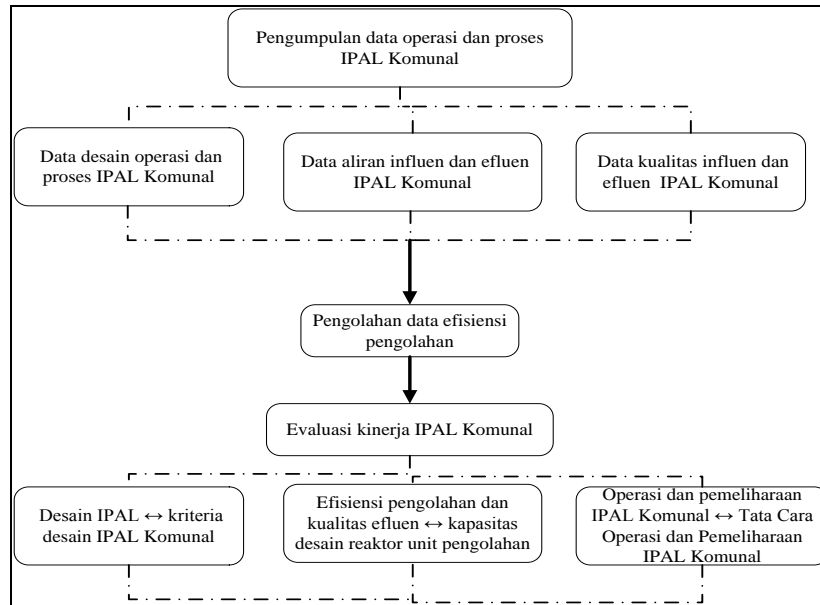 Pengumpulan data operasi dan proses
IPAL Komunal
Data desain operasi dan
proses IPAL Komunal
Data aliran influen dan efluen
IPAL Komunal
Data kualitas influen dan
efluen IPAL Komunal
Pengolahan data efisiensi
pengolahan
Evaluasi kinerja IPAL Komunal
Desain IPAL ↔ kriteria
desain IPAL Komunal
Efisiensi pengolahan dan
kualitas efluen ↔ kapasitas
desain reaktor unit pengolahan
Operasi dan pemeliharaan
IPAL Komunal ↔ Tata Cara
Operasi dan Pemeliharaan
IPAL Komunal